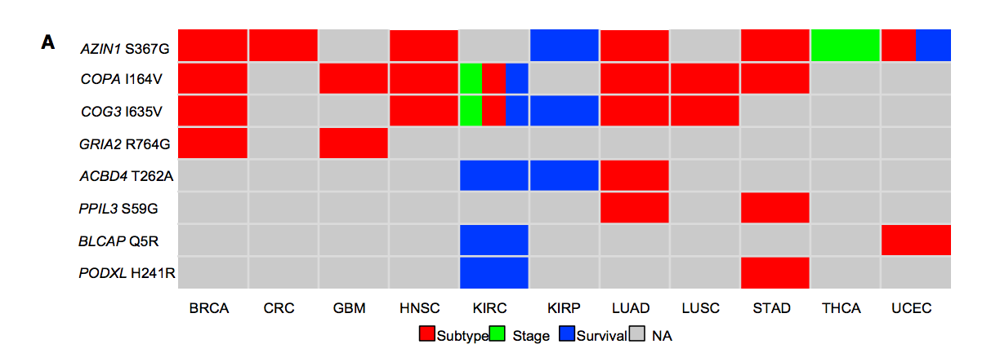 A
AZIN1 S367G
COPA I164V
COG3 I635V
GRIA2 R764G
ACBD4 T262A
PPIL3 S59G
BLCAP Q5R
PODXL H241R
BRCA CRC GBM HNSC KIRC KIRP LUAD LUSC STAD THCA UCEC
Subtype Stage Survival NA